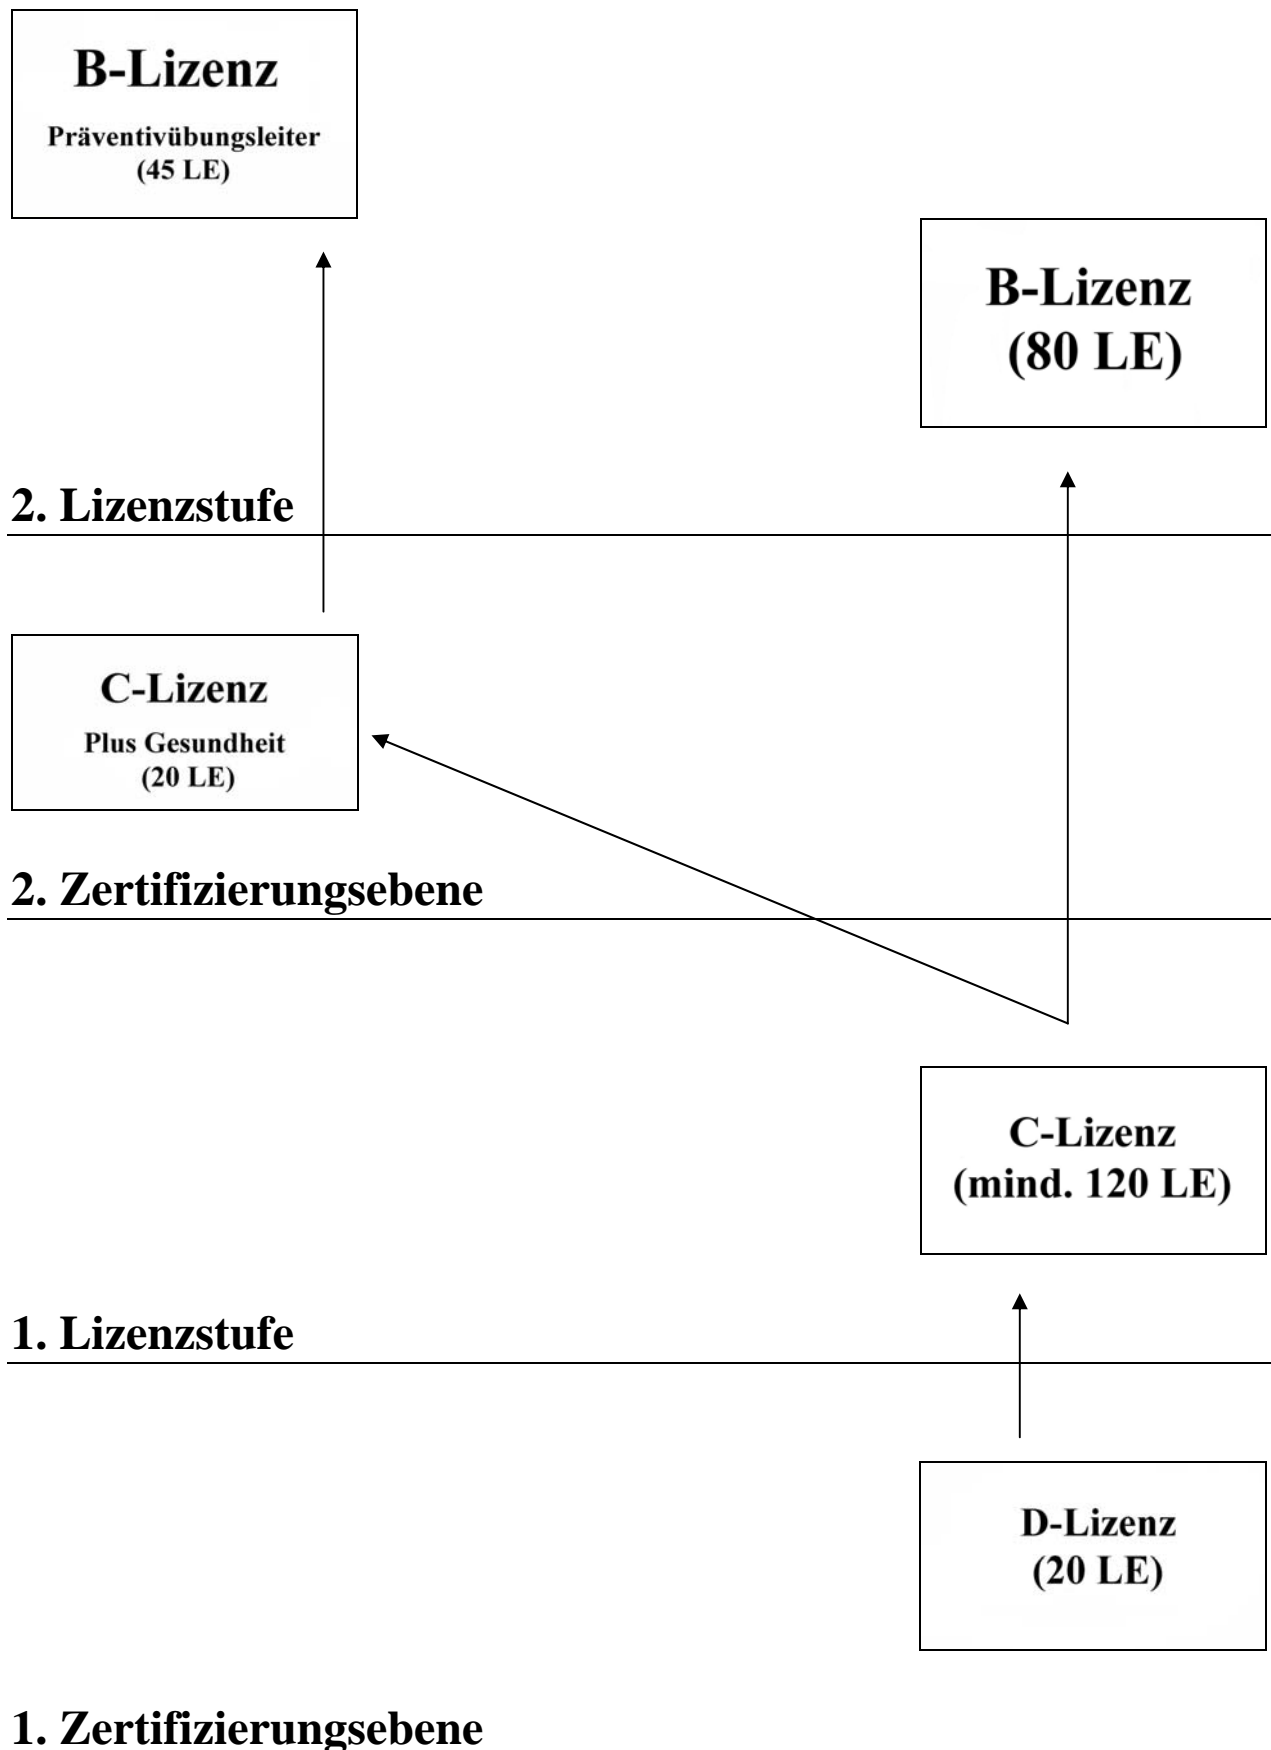 B-Lizenz
Präventivübungsleiter
(45 LE)
B-Lizenz
(80 LE)
2. Lizenzstufe
C-Lizenz
Plus Gesundheit
(20 LE)
2. Zertifizierungsebene
C-Lizenz
(mind. 120 LE)
1. Lizenzstufe
D-Lizenz
(20 LE)
1. Zertifizierungsebene